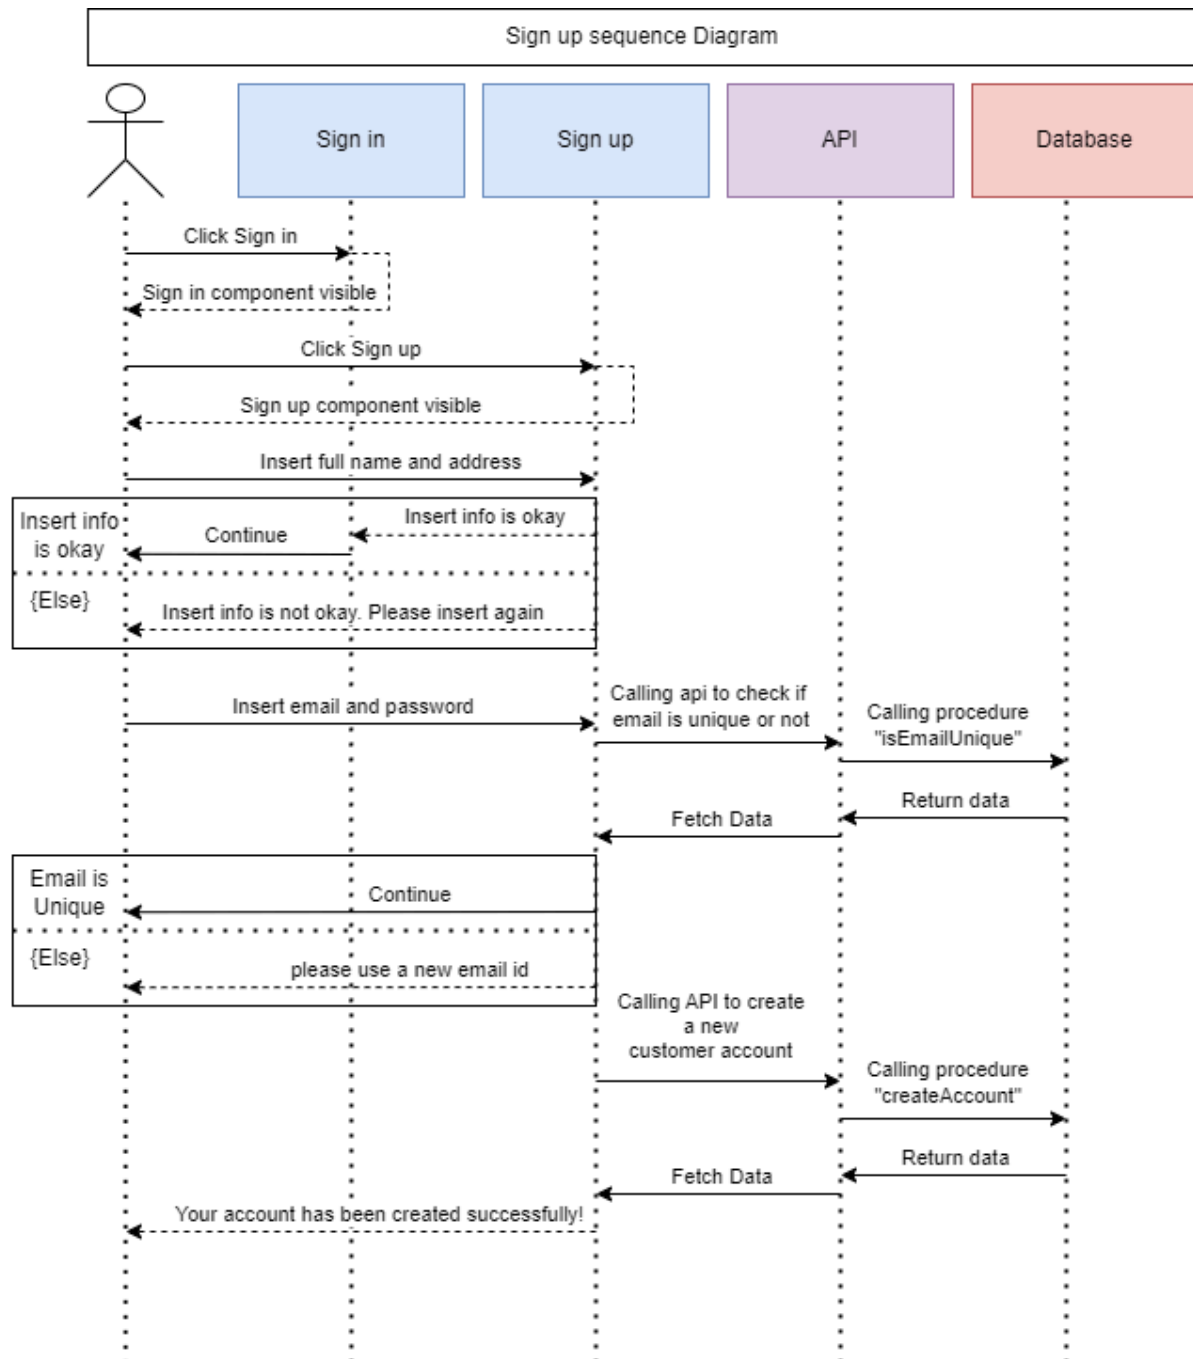 Sign up sequence Diagram
Sign in
Sign up
API
Database
Click Sign in
Sign in component visible
Click Sign up
Sign up component visible
Insert full name and address
Insert info
is okay
Insert info is okay
Continue
{Else}
Insert info is not okay. Please insert again
Insert email and password
Calling api to check if
email is unique or not
Calling procedure
"isEmailUnique"
Return data
Fetch Data
Email is
Unique
Continue
{Else}
please use a new email id
Calling API to create
a new
customer account
Calling procedure
"createAccount"
Return data
Fetch Data
Your account has been created successfully!